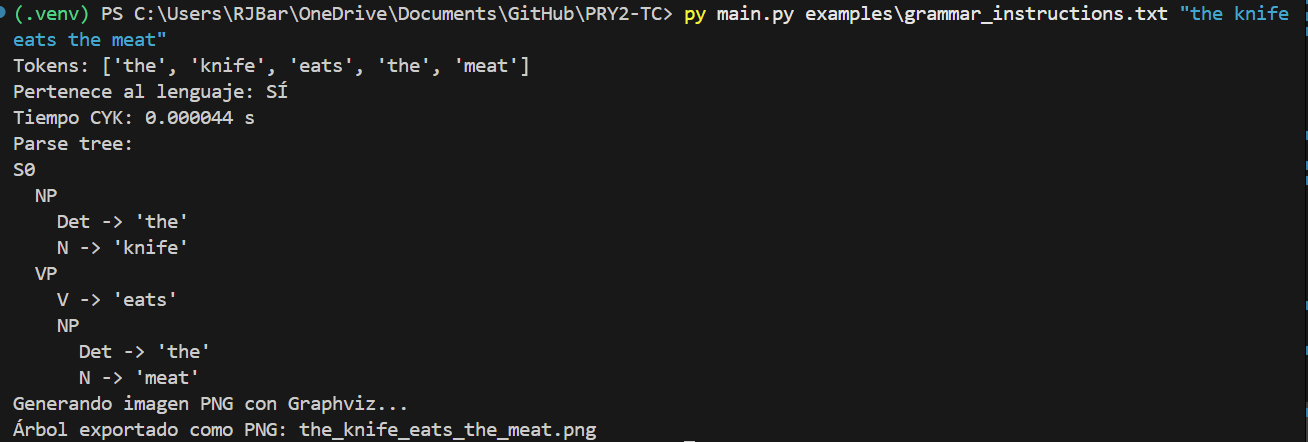 (.venv) PS C:\Users\RJBar\OneDrive\Documents\GitHub\PRY2-TC> py main.py examples\grammar_instructions.txt "the knife
eats the meat"
Tokens: ['the', 'knife', 'eats', 'the', 'meat']
Pertenece al lenguaje: SÍ
Tiempo CYK: 0.000044 s
Parse tree:
S0
  NP
    Det -> 'the'
    N -> 'knife'
  VP
    V -> 'eats'
    NP
      Det -> 'the'
      N -> 'meat'
Generando imagen PNG con Graphviz...
Árbol exportado como PNG: the_knife_eats_the_meat.png